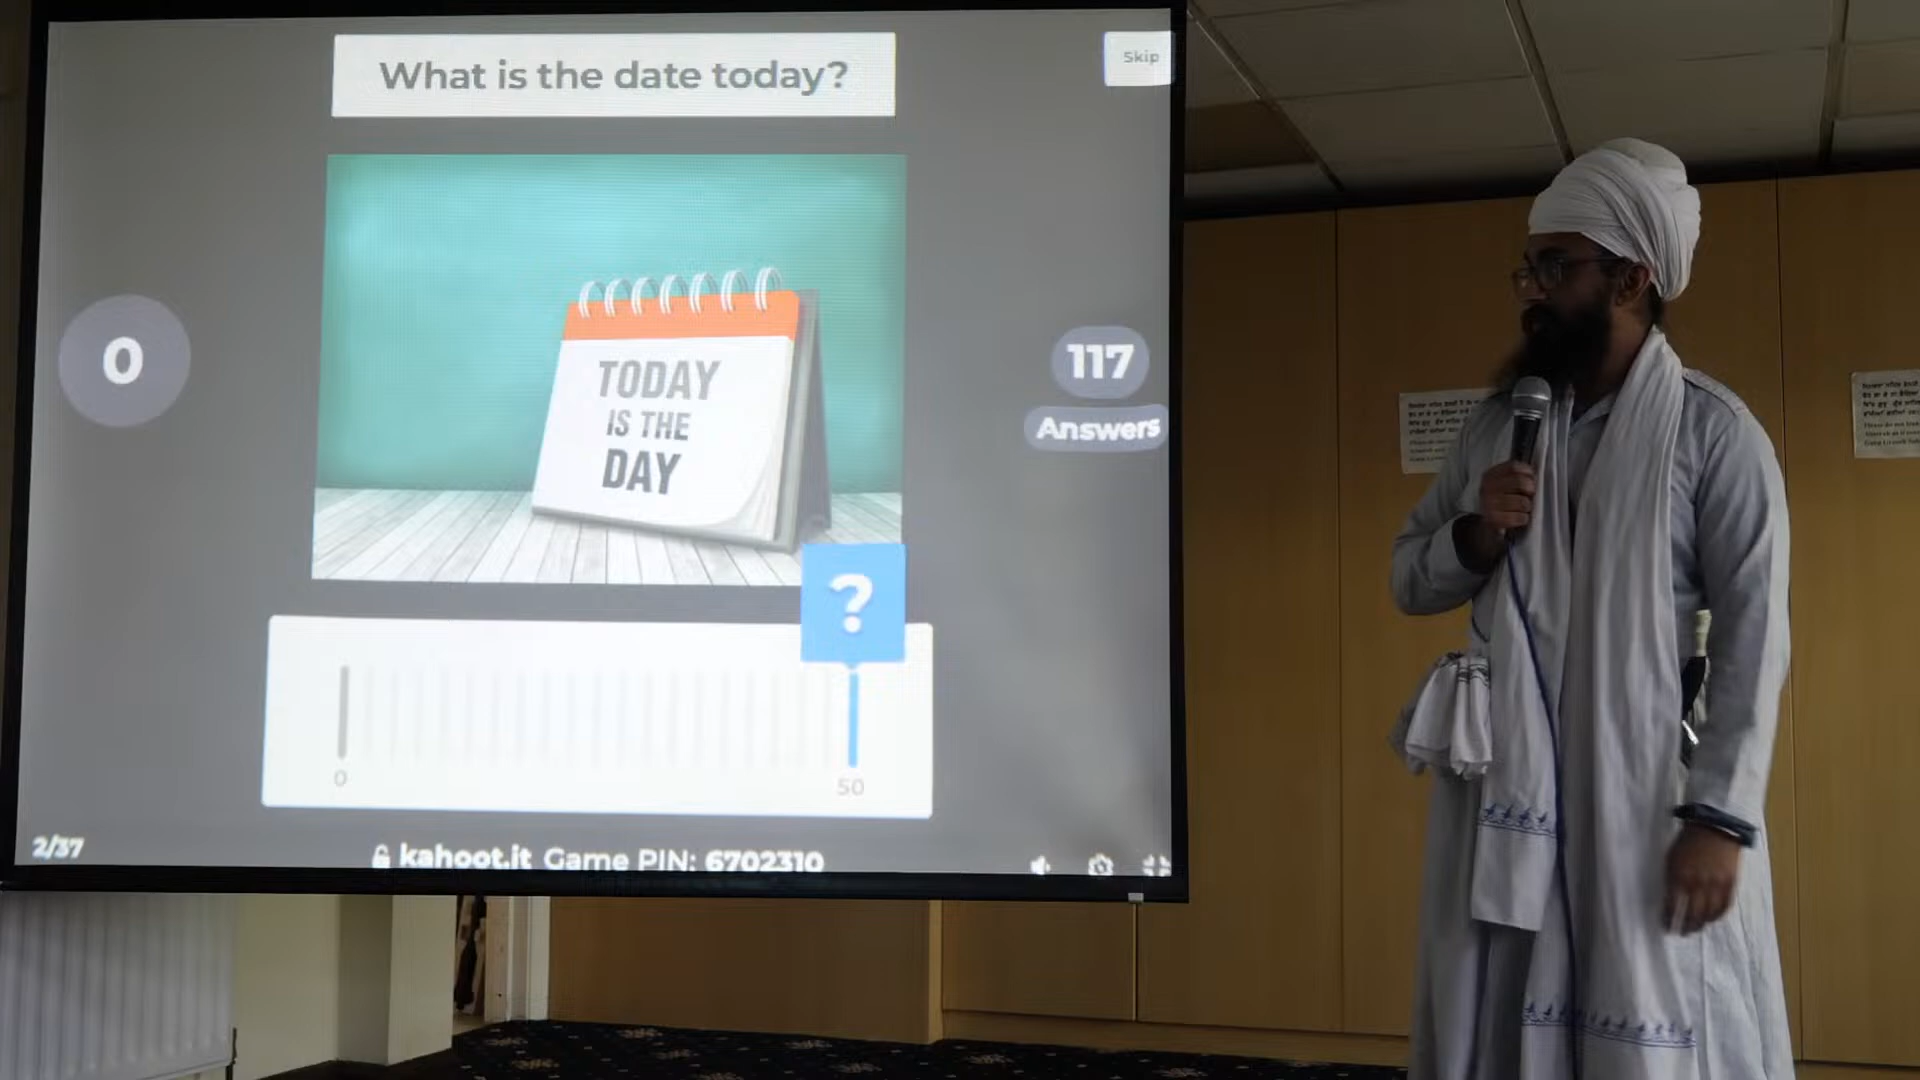 What is the date today?
Skip
TODAY
IS THE
DAY
0
117
Answers
?
0
50
2/37
kahoot.it Game PIN: 6702310